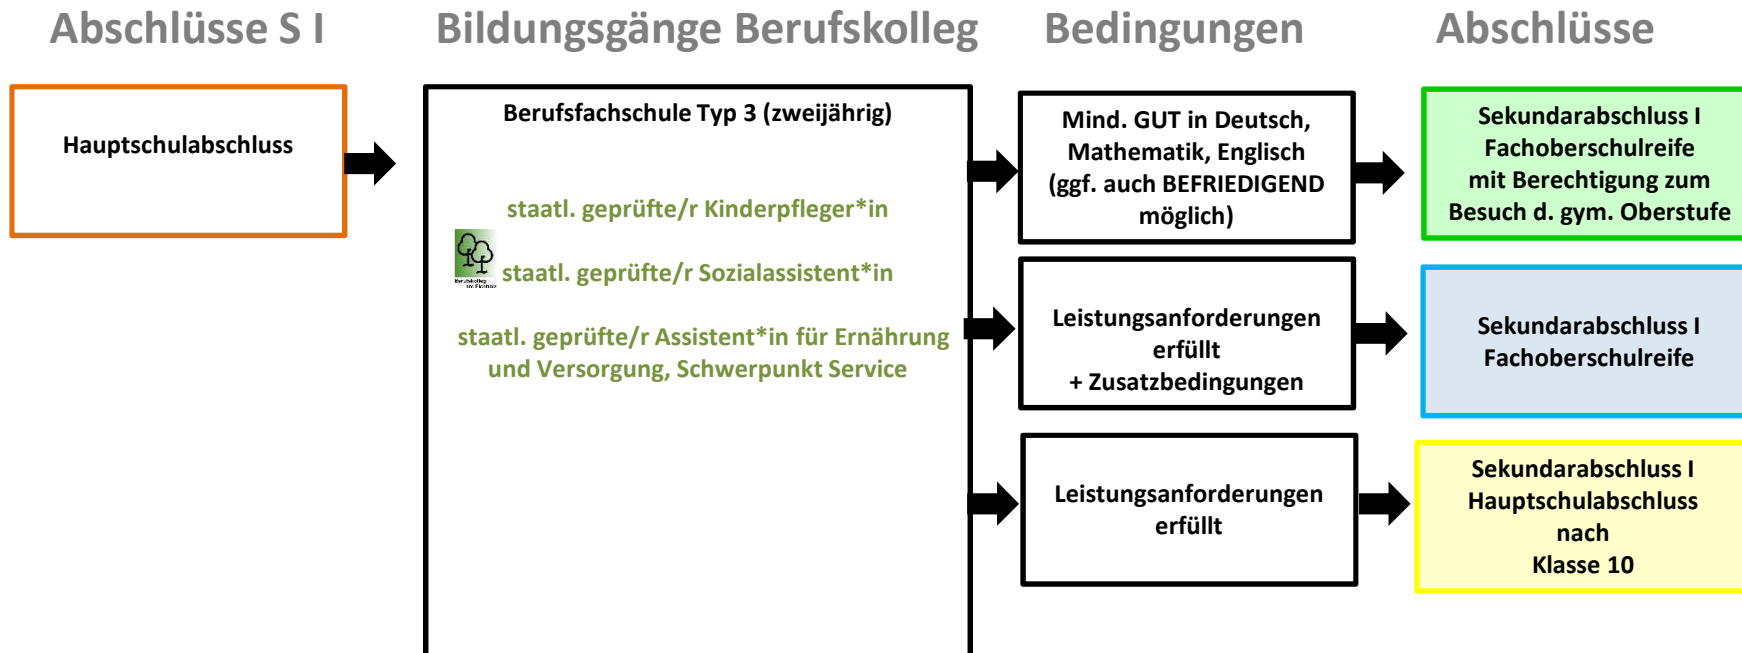 Abschlüsse S I
Bildungsgänge Berufskolleg
Bedingungen
Abschlüsse
Hauptschulabschluss
Berufsfachschule Typ 3 (zweijährig)
staatl. geprüfte/r Kinderpfleger*in
staatl. geprüfte/r Sozialassistent*in
staatl. geprüfte/r Assistent*in für Ernährung
und Versorgung, Schwerpunkt Service
Berufskolleg
am Eichholz
Mind. GUT in Deutsch,
Mathematik, Englisch
(ggf. auch BEFRIEDIGEND
möglich)
Leistungsanforderungen
erfüllt
+ Zusatzbedingungen
Leistungsanforderungen
erfüllt
Sekundarabschluss I
Fachoberschulreife
mit Berechtigung zum
Besuch d. gym. Oberstufe
Sekundarabschluss I
Fachoberschulreife
Sekundarabschluss I
Hauptschulabschluss
nach
Klasse 10